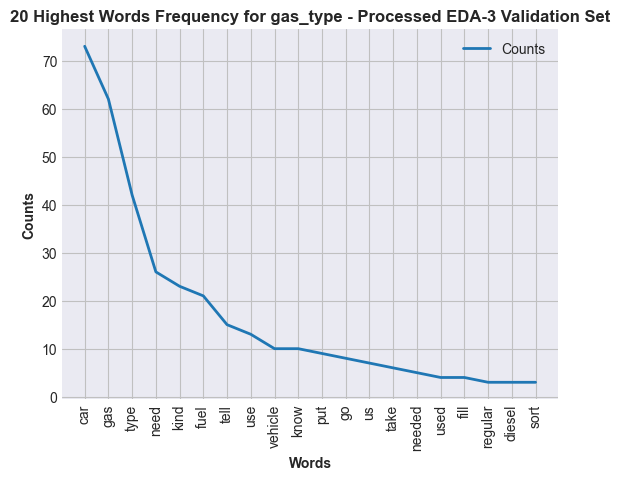 20 Highest Words Frequency for gas_type - Processed EDA-3 Validation Set
Counts
70
60
50
40
30
20
10
0
Counts
car
gas
type
need
kind
fuel
tell
use
vehicle
know
put
go
us
take
needed
used
fill
regular
diesel
sort
Words